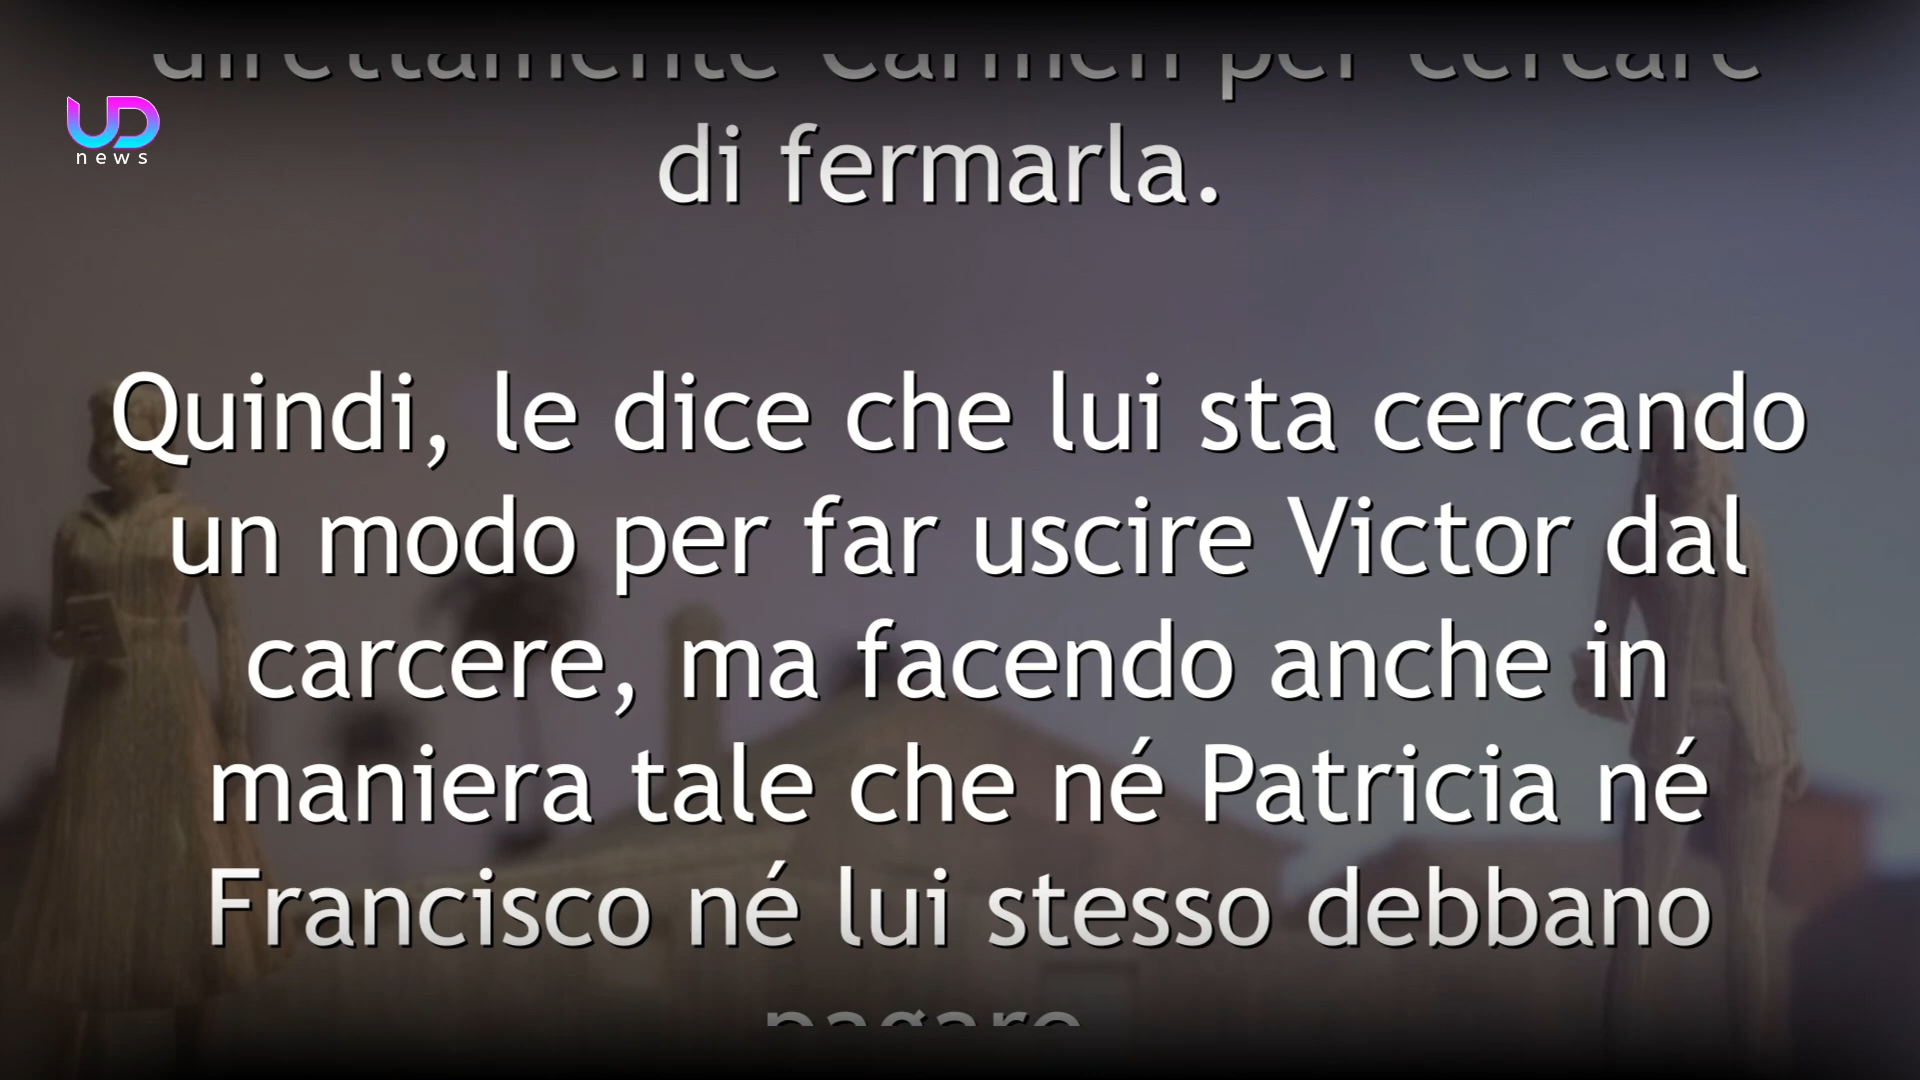 direttamente Carmen per cercare
UD
news
di fermarla.
Quindi, le dice che lui sta cercando
un modo per far uscire Victor dal
carcere, ma facendo anche in
maniera tale che né Patricia né
Francisco né lui stesso debbano
pagare